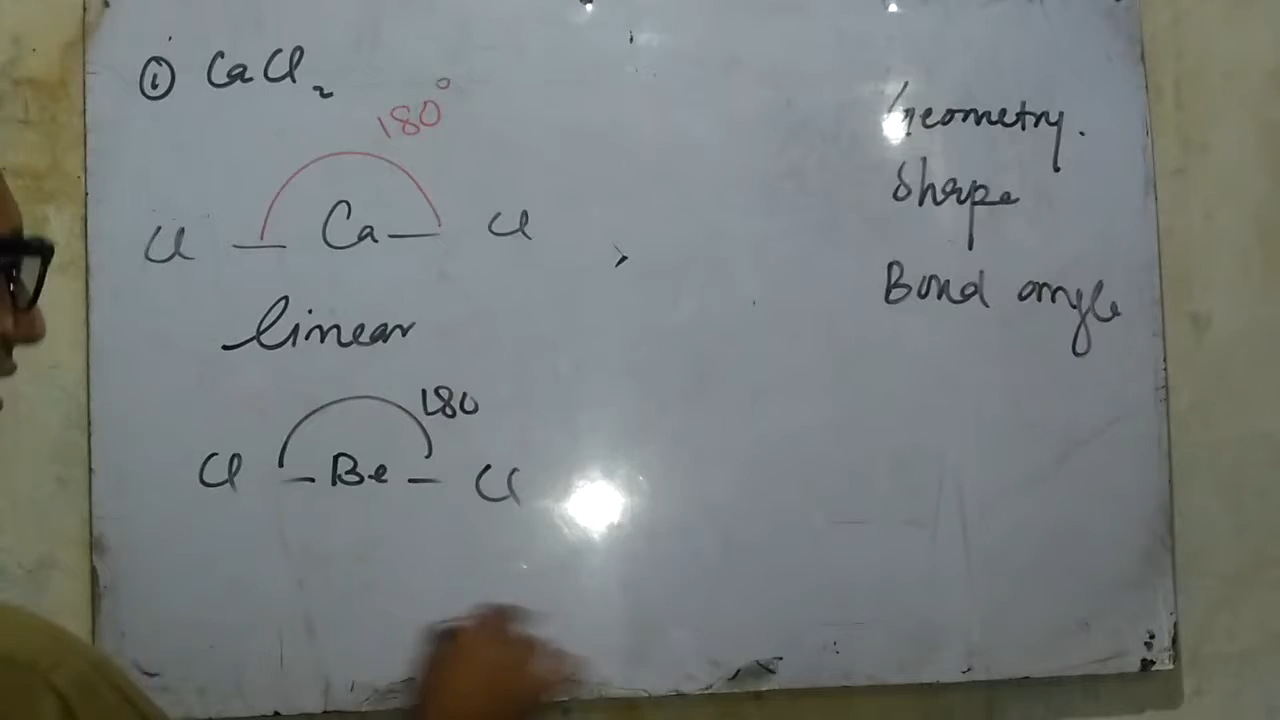 ① CaCl₂
180°
Cl — Ca — Cl
linear
180
Cl — Be — Cl
Geometry.
Shape
Bond angle